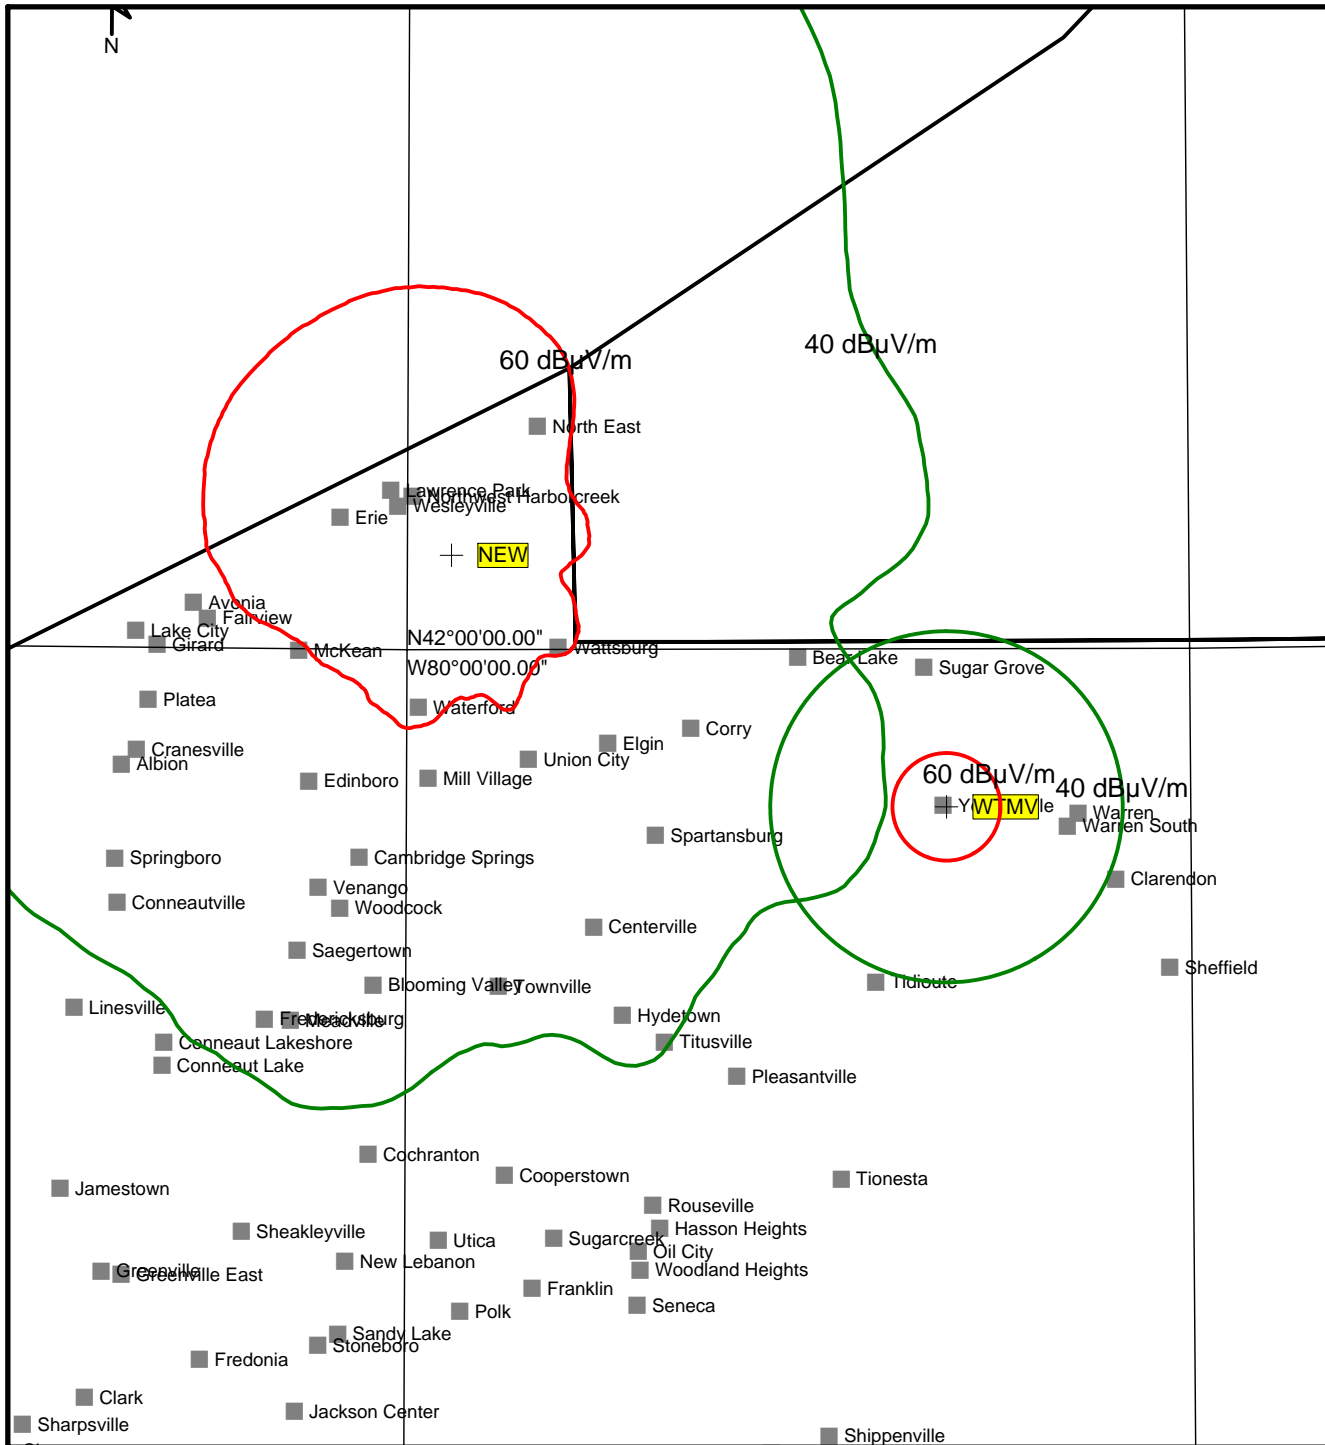 N
60 dBµV/m
40 dBµV/m
North East
Lawrence Park
Northwest Harborcreek
Wesleyville
Erie
NEW
Avonia
Fairview
Lake City
Girard
McKean
N42°00'00.00"
Wattsburg
W80°00'00.00"
Bear Lake
Sugar Grove
Platea
Waterford
Corry
Elgin
Cranesville
Albion
Union City
Edinboro
Mill Village
60 dBµV/m
40 dBµV/m
WTMV
Warren
Warren South
Spartansburg
Springboro
Cambridge Springs
Clarendon
Venango
Conneautville
Woodcock
Centerville
Saegertown
Sheffield
Blooming Valley
Townville
Tidioute
Linesville
Hydetown
Fredericksburg
Meadville
Conneaut Lakeshore
Titusville
Conneaut Lake
Pleasantville
Cochranton
Cooperstown
Tionesta
Jamestown
Rouseville
Sheakleyville
Hasson Heights
Utica
Sugarcreek
Oil City
New Lebanon
Woodland Heights
Greenville
Greenville East
Franklin
Seneca
Polk
Sandy Lake
Stoneboro
Fredonia
Clark
Jackson Center
Sharpsville
Shippenville